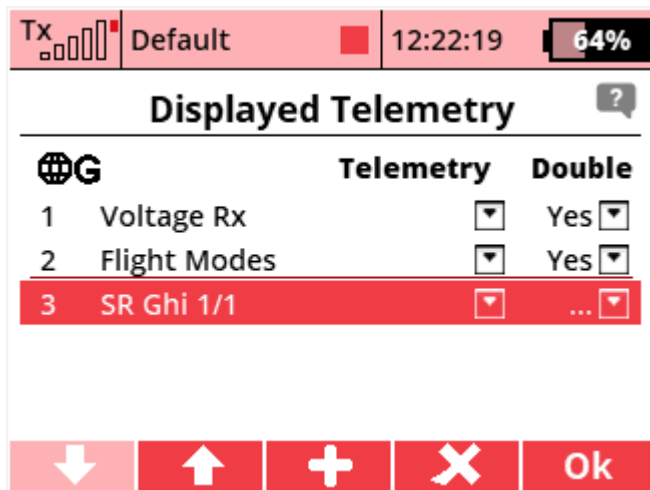 Tx Default 12:22:19 64%
Displayed Telemetry ?
G Telemetry Double
1 Voltage Rx Yes
2 Flight Modes Yes
3 SR Ghi 1/1 ...
Ok